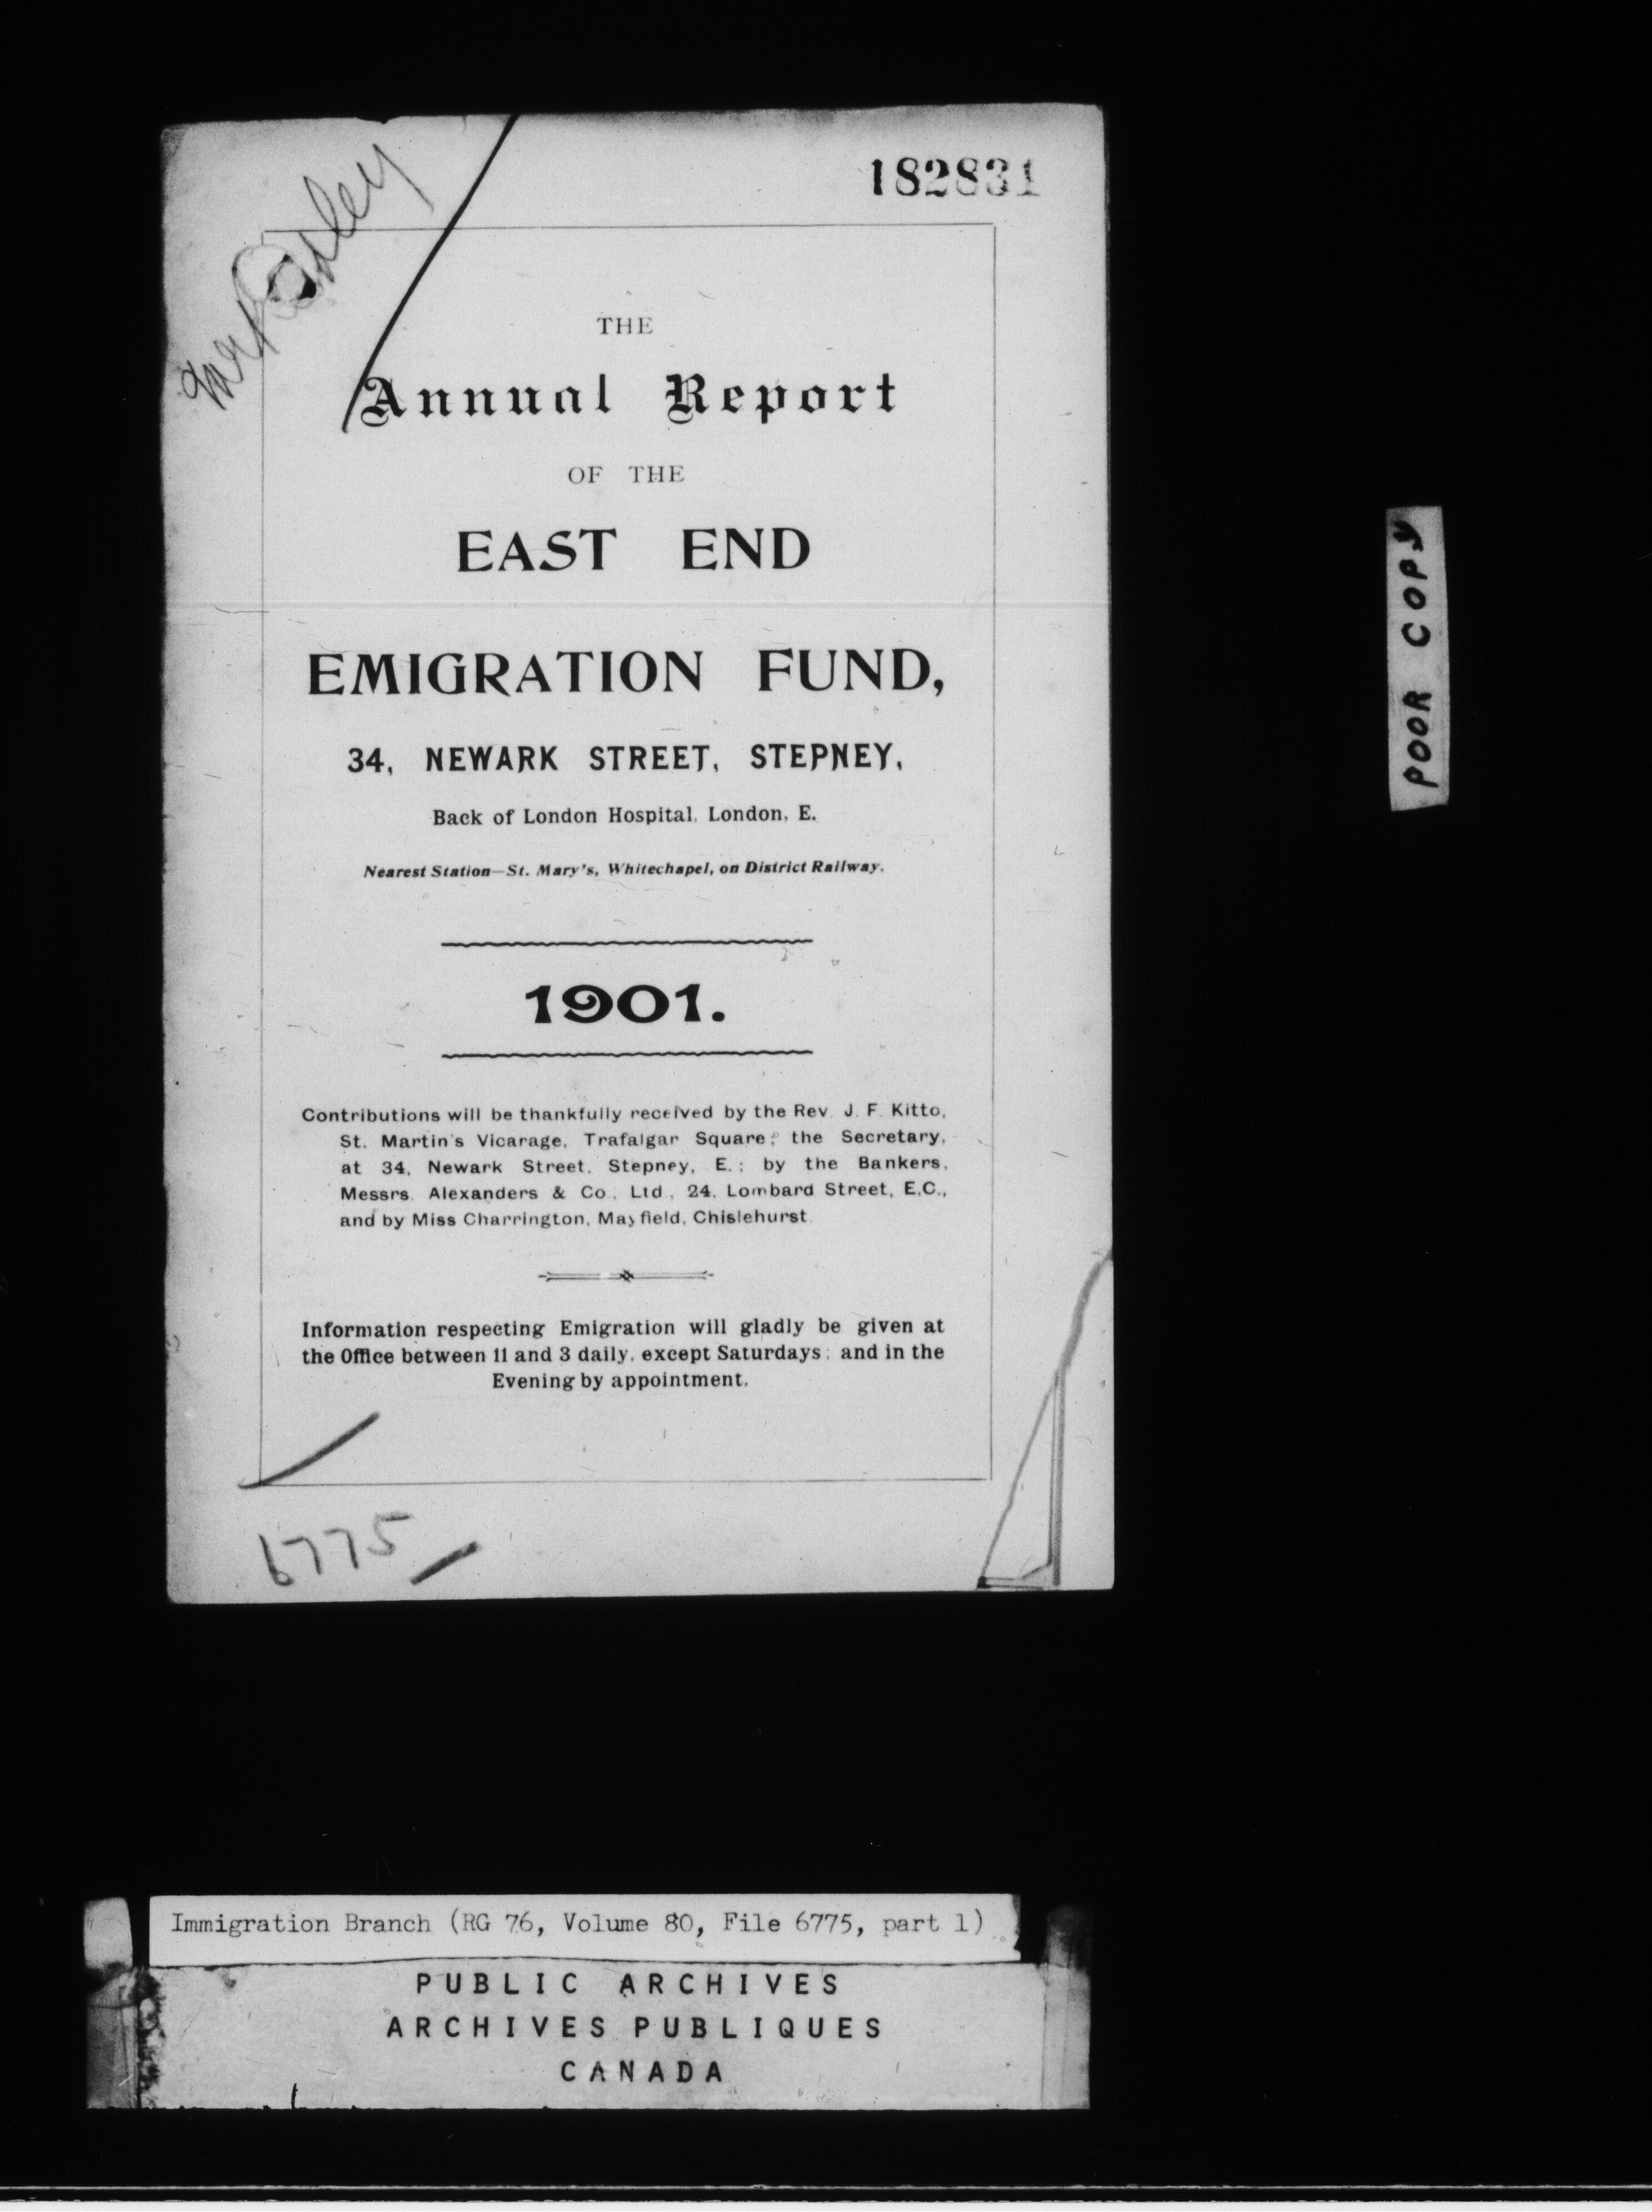 182831
THE
Annual Report
OF THE
EAST END
EMIGRATION FUND,
34, NEWARK STREET, STEPNEY,
Back of London Hospital, London, E.
Nearest Station—St. Mary's, Whitechapel, on District Railway.
1901.
Contributions will be thankfully received by the Rev. J. F. Kitto,
St. Martin's Vicarage, Trafalgar Square; the Secretary,
at 34, Newark Street, Stepney, E.; by the Bankers,
Messrs. Alexanders & Co., Ltd., 24, Lombard Street, E.C.,
and by Miss Charrington, Mayfield, Chislehurst.
Information respecting Emigration will gladly be given at
the Office between 11 and 3 daily, except Saturdays; and in the
Evening by appointment.
6775
POOR COPY
Immigration Branch (RG 76, Volume 80, File 6775, part 1)
PUBLIC ARCHIVES
ARCHIVES PUBLIQUES
CANADA